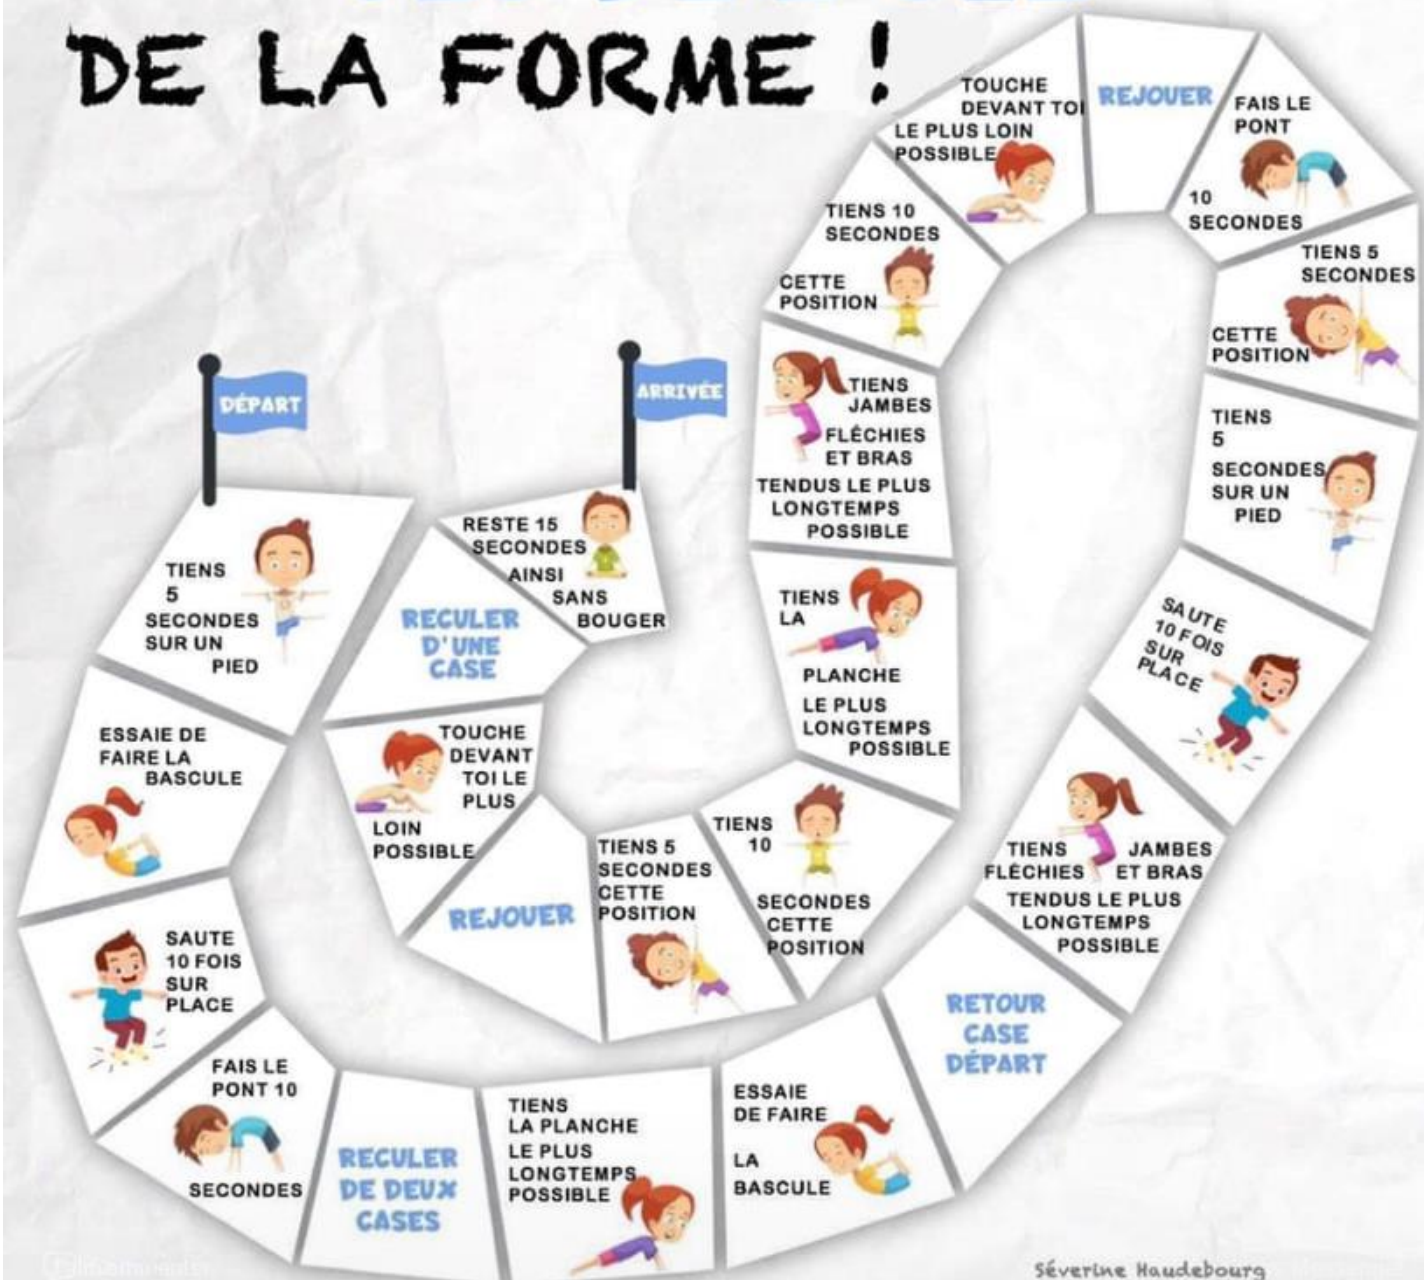 DE LA FORME !
DÉPART
TIENS
5
SECONDES
SUR UN
PIED
ESSAIE DE
FAIRE LA
BASCULE
SAUTE
10 FOIS
SUR
PLACE
FAIS LE
PONT 10
SECONDES
RECULER
DE DEUX
CASES
TIENS
LA PLANCHE
LE PLUS
LONGTEMPS
POSSIBLE
ESSAIE
DE FAIRE
LA
BASCULE
RETOUR
CASE
DÉPART
TIENS JAMBES
FLÉCHIES ET BRAS
TENDUS LE PLUS
LONGTEMPS
POSSIBLE
SAUTE
10 FOIS
SUR
PLACE
TIENS
5
SECONDES
SUR UN
PIED
TIENS 5
SECONDES
CETTE
POSITION
FAIS LE
PONT
10
SECONDES
REJOUER
TOUCHE
DEVANT TOI
LE PLUS LOIN
POSSIBLE
TIENS 10
SECONDES
CETTE
POSITION
TIENS
JAMBES
FLÉCHIES
ET BRAS
TENDUS LE PLUS
LONGTEMPS
POSSIBLE
TIENS
LA
PLANCHE
LE PLUS
LONGTEMPS
POSSIBLE
TIENS
10
SECONDES
CETTE
POSITION
TIENS 5
SECONDES
CETTE
POSITION
REJOUER
TOUCHE
DEVANT
TOI LE
PLUS
LOIN
POSSIBLE
RECULER
D'UNE
CASE
RESTE 15
SECONDES
AINSI
SANS
BOUGER
ARRIVÉE
Séverine Haudebourg